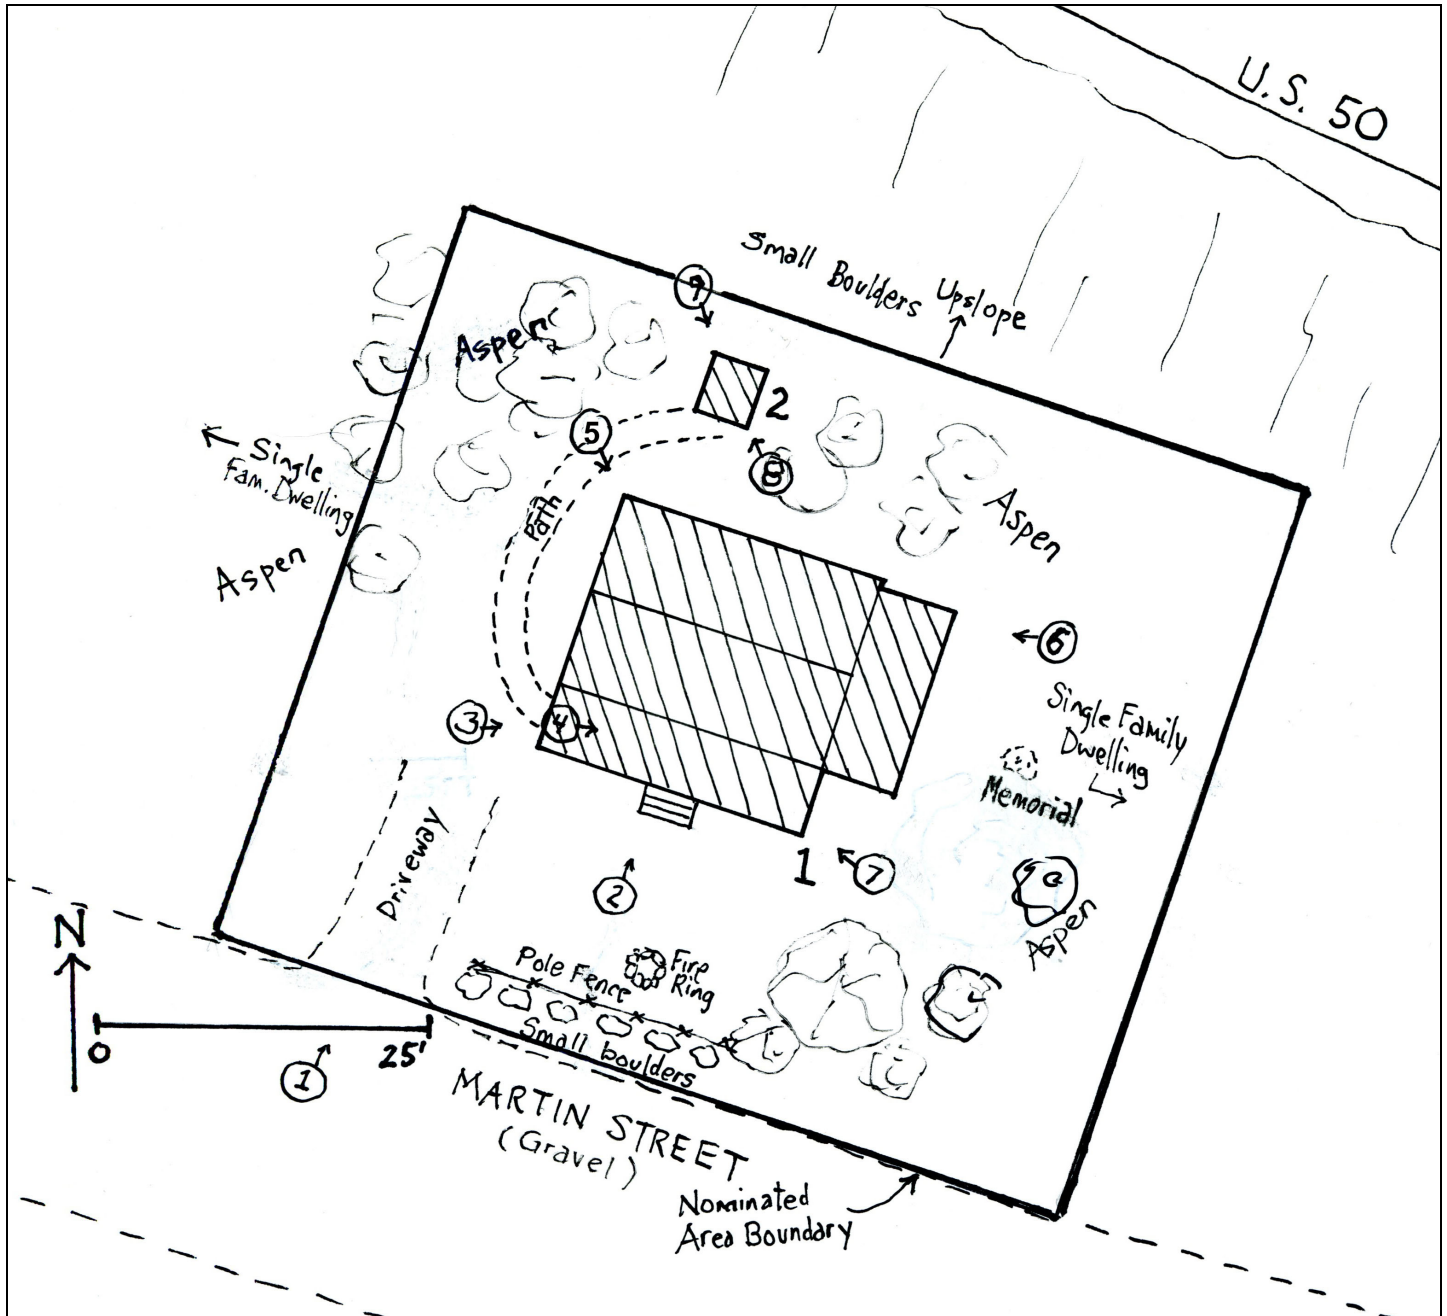 U.S. 50
Small Boulders
Upslope
9
Aspen
2
5
8
Single
Fam. Dwelling
Path
Aspen
Aspen
6
3
4
Single Family
Dwelling
Memorial
Driveway
1
7
2
Aspen
N
Pole Fence
Fire
Ring
0
25'
Small boulders
1
MARTIN STREET
(Gravel)
Nominated
Area Boundary